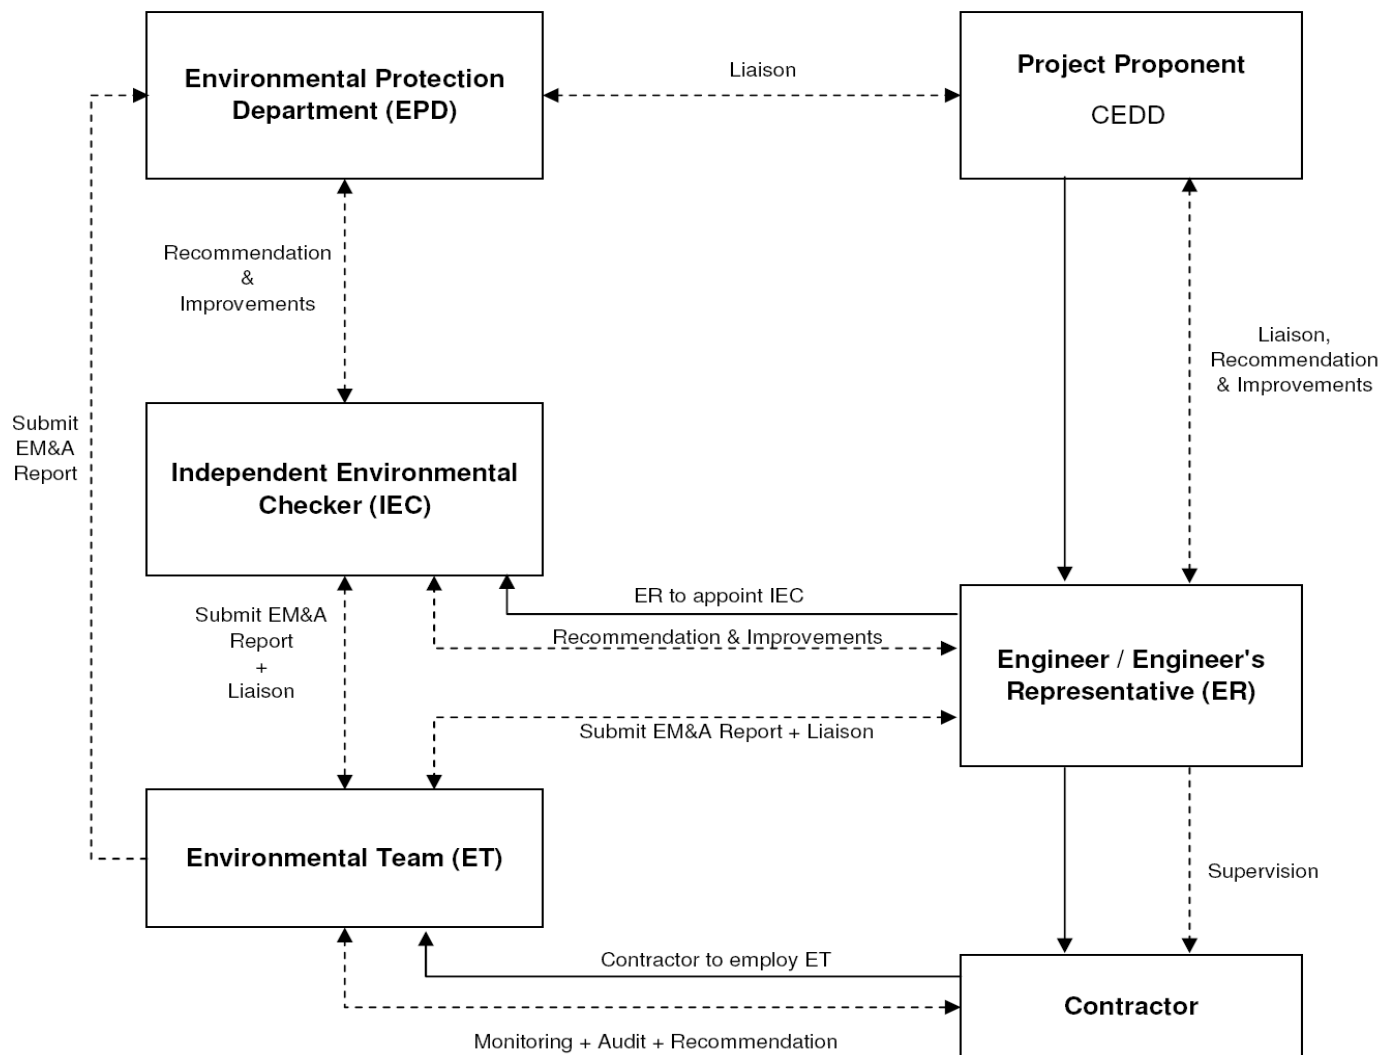 Environmental Protection
Department (EPD)
Liaison
Project Proponent
CEDD
Recommendation
&
Improvements
Liaison,
Recommendation
& Improvements
Submit
EM&A
Report
Independent Environmental
Checker (IEC)
ER to appoint IEC
Submit EM&A
Report
+
Liaison
Recommendation & Improvements
Engineer / Engineer's
Representative (ER)
Submit EM&A Report + Liaison
Environmental Team (ET)
Supervision
Contractor to employ ET
Contractor
Monitoring + Audit + Recommendation